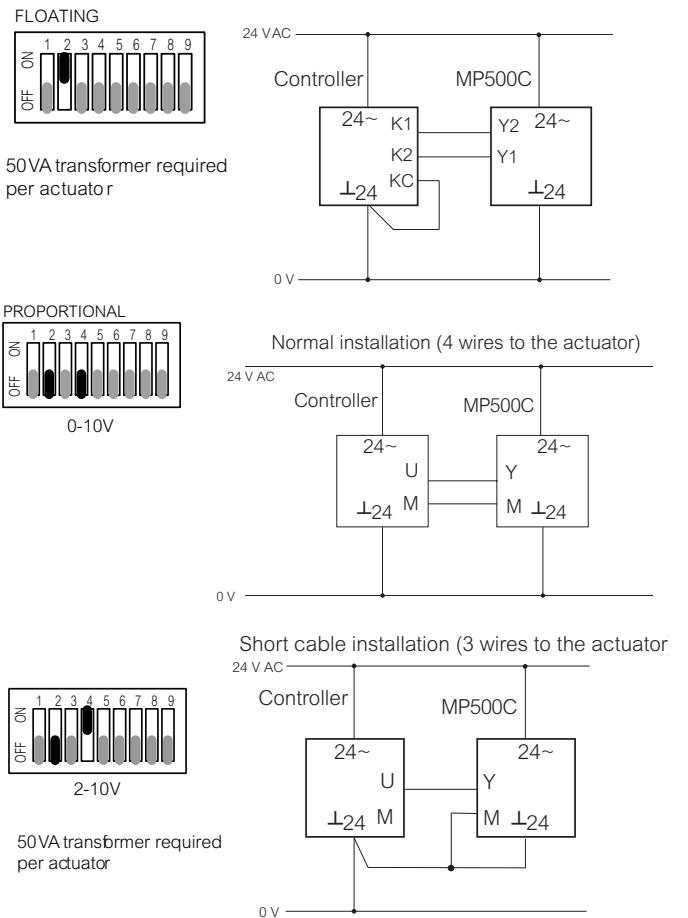 FLOATING
1 2 3 4 5 6 7 8 9
ON
OFF
50VA transformer required
per actuator
24 VAC
Controller
MP500C
24~ K1
K2
KC
⊥24
Y2 24~
Y1
⊥24
0 V
PROPORTIONAL
1 2 3 4 5 6 7 8 9
ON
OFF
0-10V
Normal installation (4 wires to the actuator)
24 V AC
Controller
MP500C
24~
U
⊥24 M
24~
Y
M ⊥24
0 V
Short cable installation (3 wires to the actuator
24 V AC
1 2 3 4 5 6 7 8 9
ON
OFF
2-10V
50VA transformer required
per actuator
Controller
MP500C
24~
U
⊥24 M
24~
Y
M ⊥24
0 V